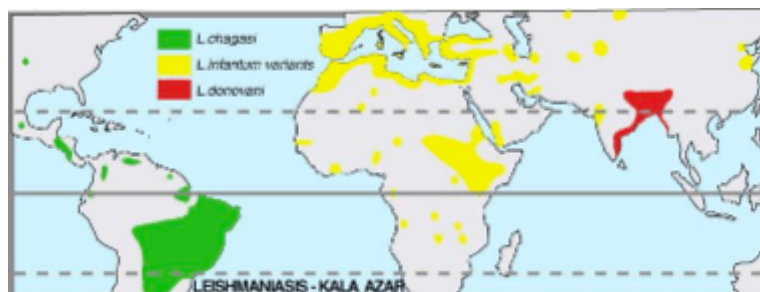 L.chagasi
L.infantum variants
L.donovani
LEISHMANIASIS - KALA AZAR